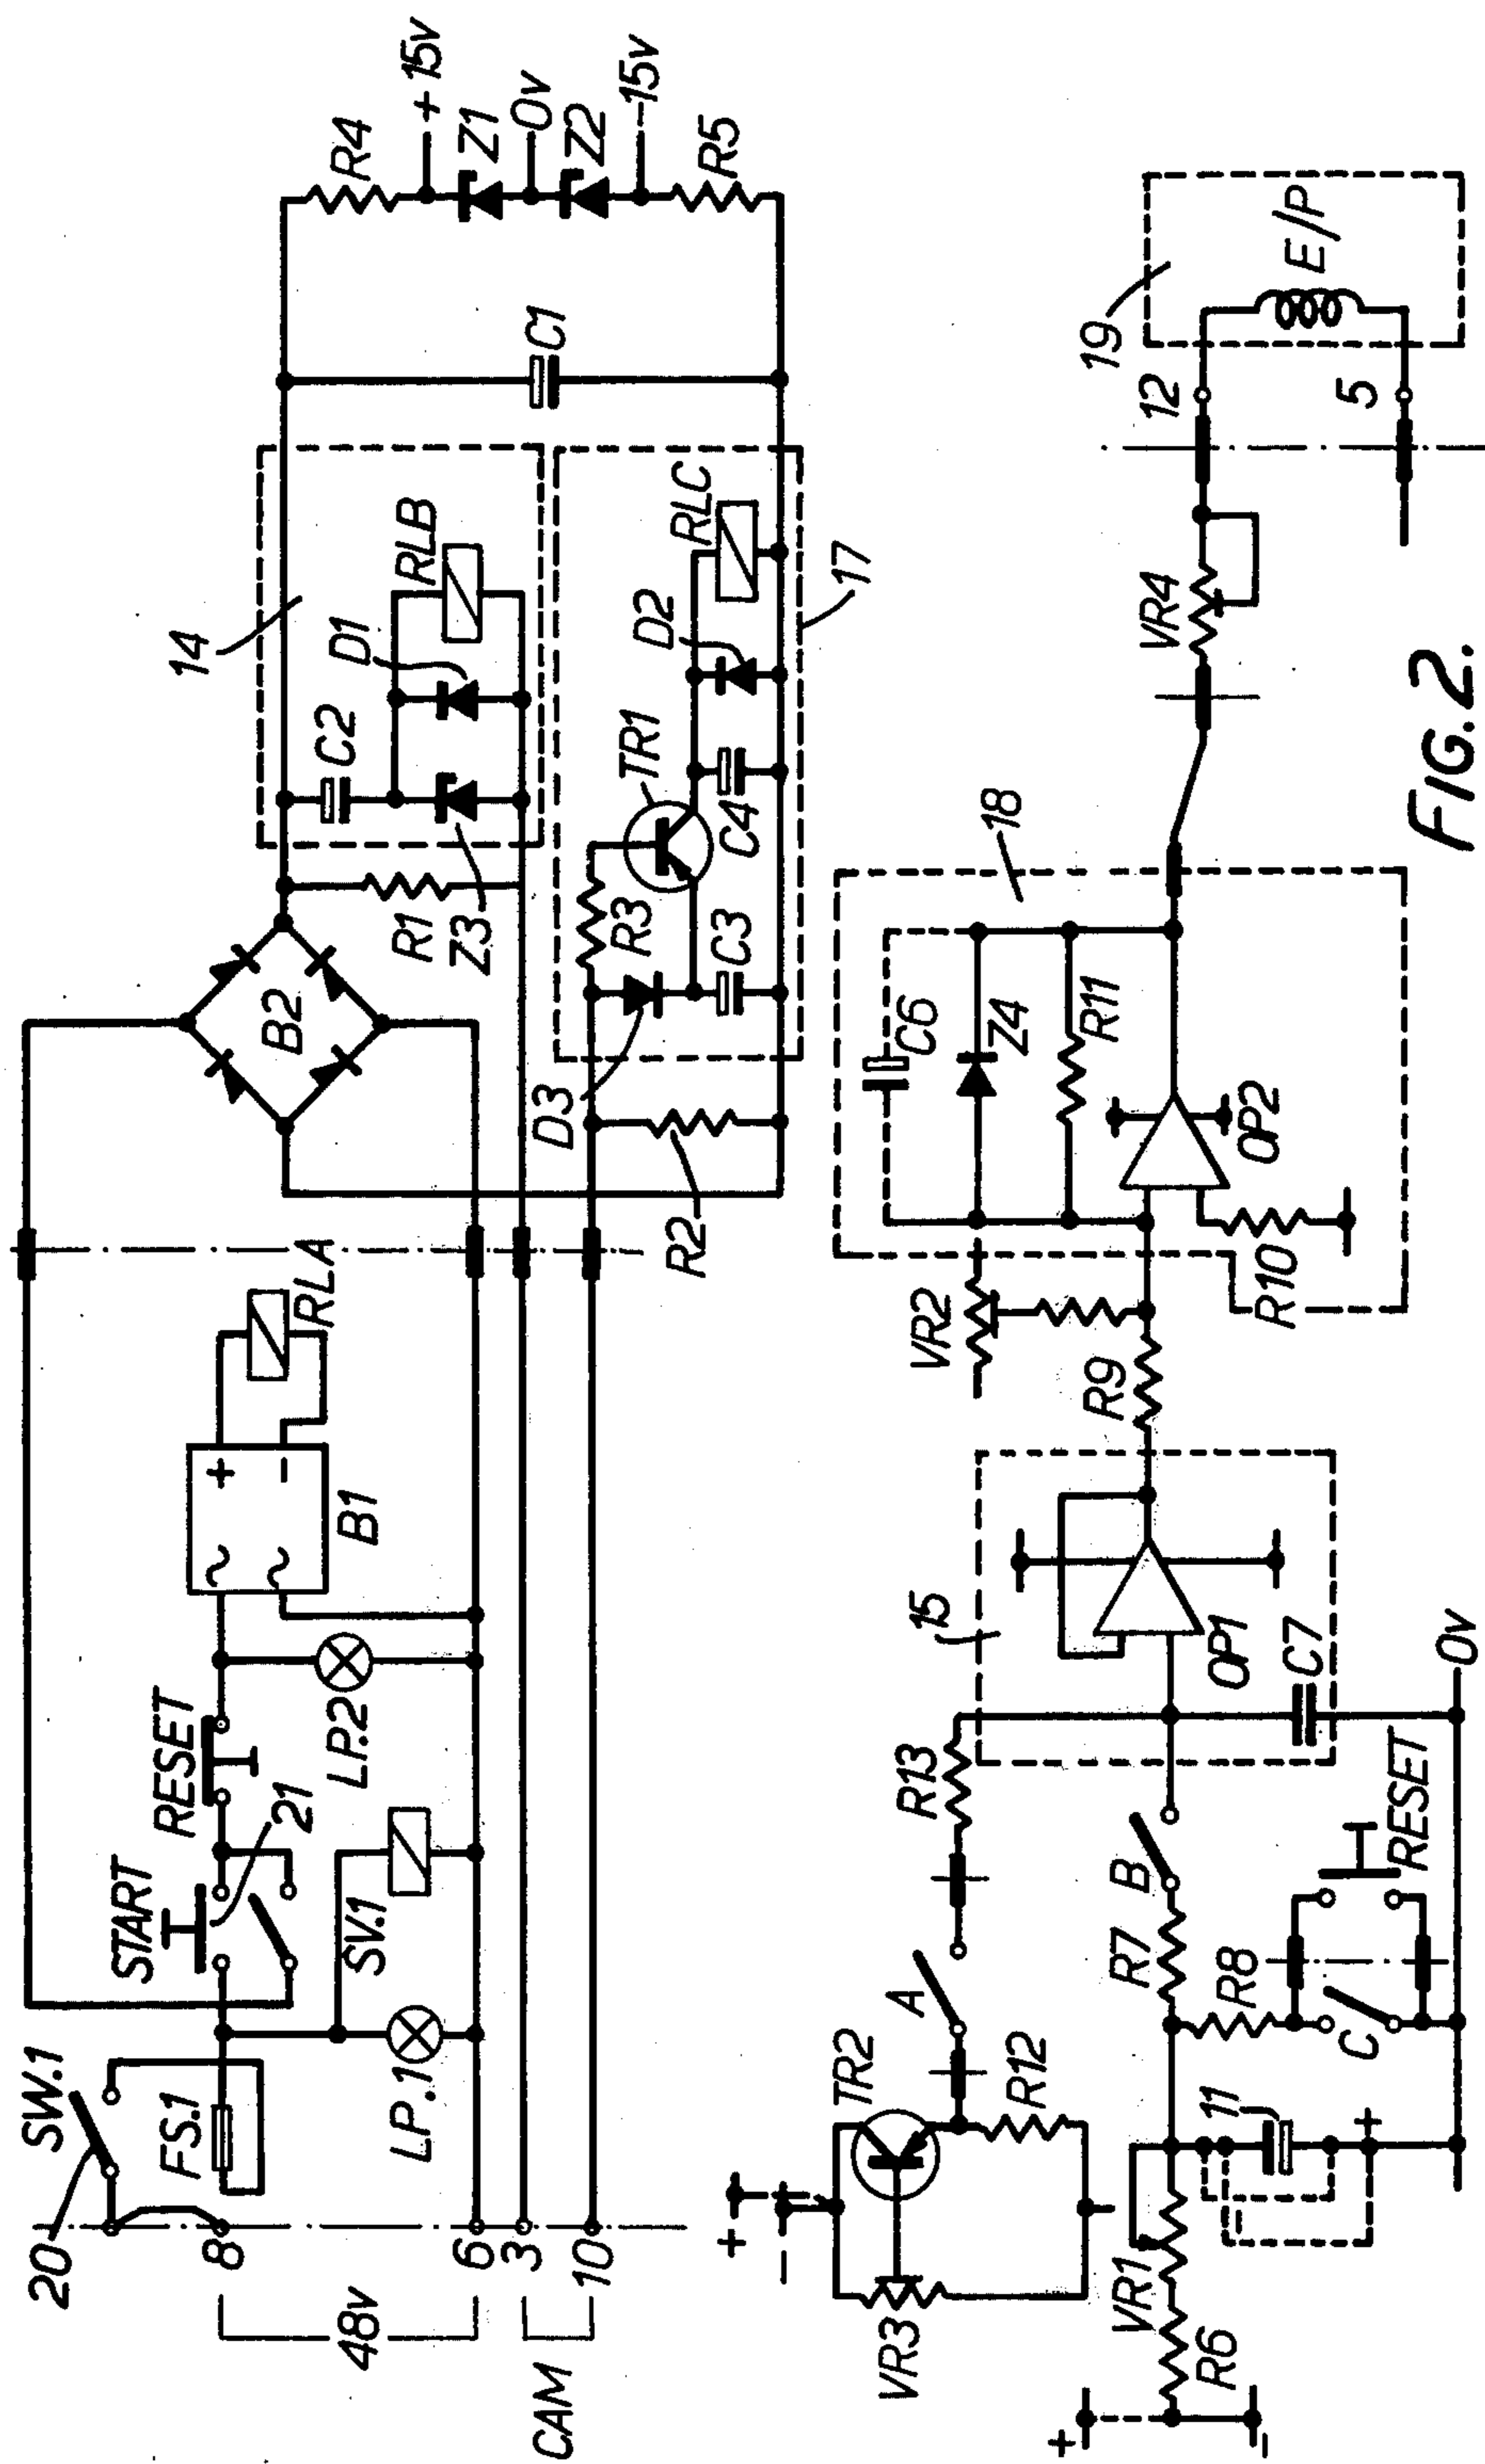 20
SW.1
FS.1
8
48v
6
3
10
CAM
START
21
RESET
SV.1
LP.1
LP.2
B1
+
−
~
~
RLA
B2
R1
Z3
14
C2
D1
RLB
C1
R4
+15v
Z1
0v
Z2
−15v
R5
R2
D3
R3
C3
TR1
C4
D2
RLC
17
+
−
VR3
TR2
R12
A
R13
15
OP1
C7
0v
+
−
R6
VR1
11
+
−
R7
B
R8
C
RESET
R9
VR2
R10
OP2
C6
Z4
R11
18
VR4
12
5
19
E/P
FIG.2.